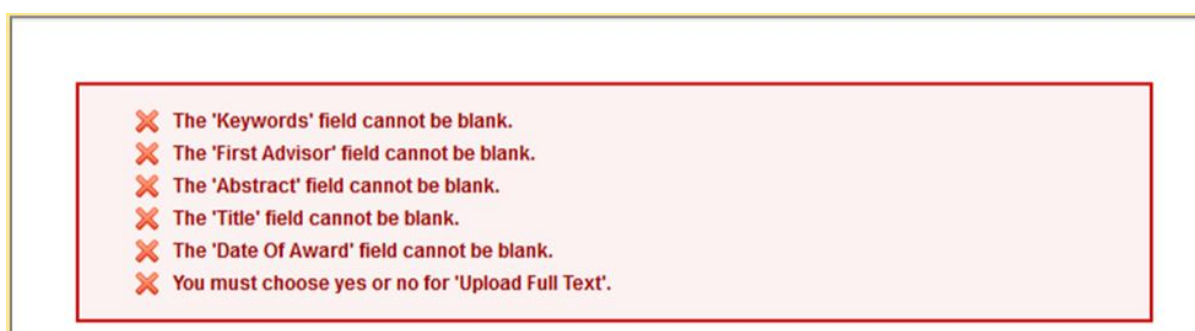 The 'Keywords' field cannot be blank.
The 'First Advisor' field cannot be blank.
The 'Abstract' field cannot be blank.
The 'Title' field cannot be blank.
The 'Date Of Award' field cannot be blank.
You must choose yes or no for 'Upload Full Text'.